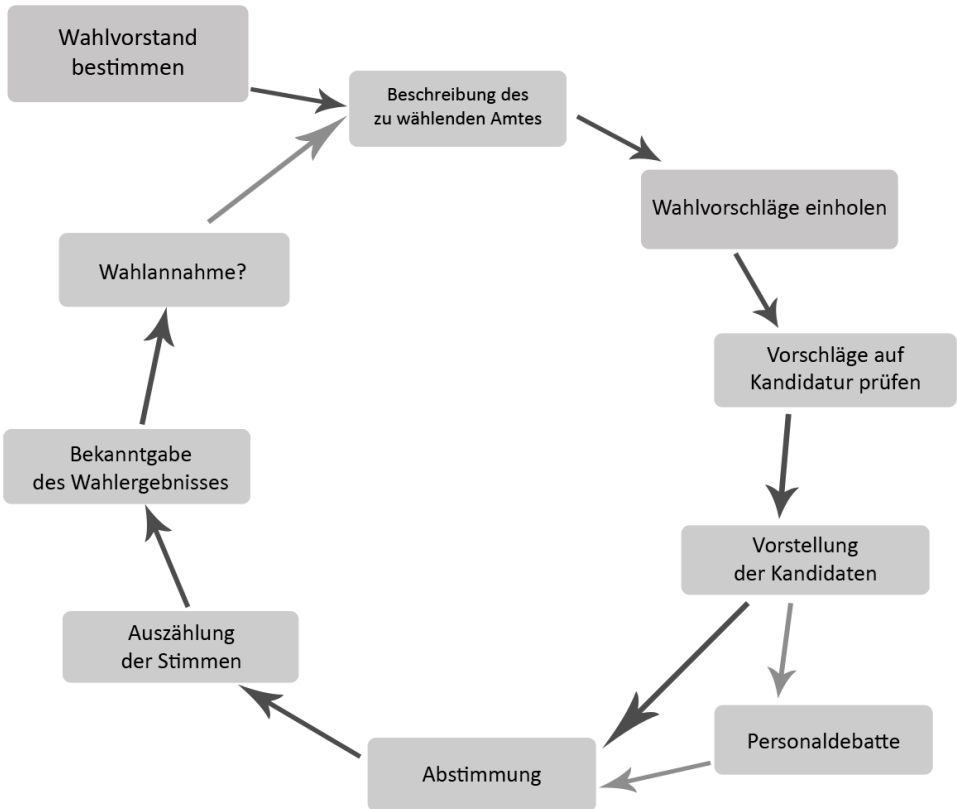 Wahlvorstand
bestimmen
Beschreibung des
zu wählenden Amtes
Wahlvorschläge einholen
Vorschläge auf
Kandidatur prüfen
Vorstellung
der Kandidaten
Personaldebatte
Abstimmung
Auszählung
der Stimmen
Bekanntgabe
des Wahlergebnisses
Wahlannahme?